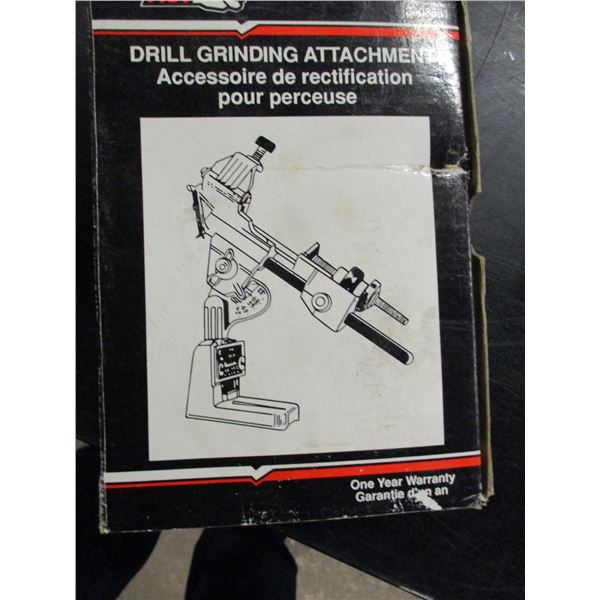 DRILL GRINDING ATTACHMENT
Accessoire de rectification
pour perceuse
One Year Warranty
Garantie d'un an